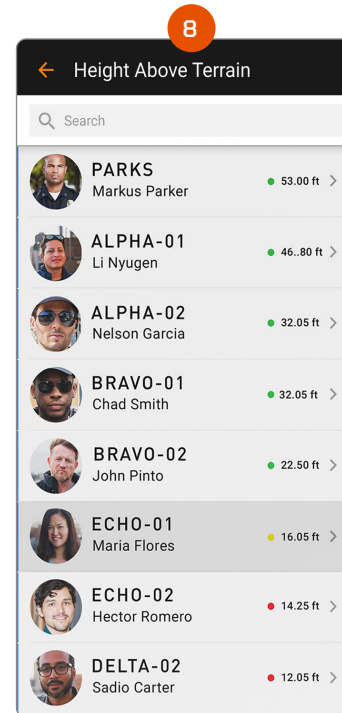 8
Height Above Terrain
Search
PARKS
Markus Parker
53.00 ft
ALPHA-01
Li Nyugen
46..80 ft
ALPHA-02
Nelson Garcia
32.05 ft
BRAVO-01
Chad Smith
32.05 ft
BRAVO-02
John Pinto
22.50 ft
ECHO-01
Maria Flores
16.05 ft
ECHO-02
Hector Romero
14.25 ft
DELTA-02
Sadio Carter
12.05 ft